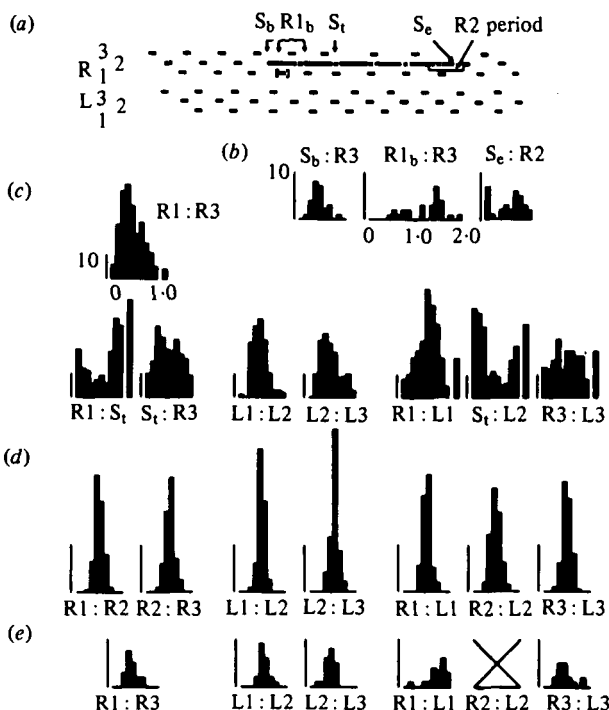 (a)
S_b R1_b S_t S_e R2 period
R 3 2 1
L 3 2 1
(b)
S_b : R3 R1_b : R3 S_e : R2
10
0 1·0 2·0
(c)
R1 : R3
10
0 1·0
R1 : S_t S_t : R3 L1 : L2 L2 : L3 R1 : L1 S_t : L2 R3 : L3
(d)
R1 : R2 R2 : R3 L1 : L2 L2 : L3 R1 : L1 R2 : L2 R3 : L3
(e)
R1 : R3 L1 : L2 L2 : L3 R1 : L1 R2 : L2 R3 : L3